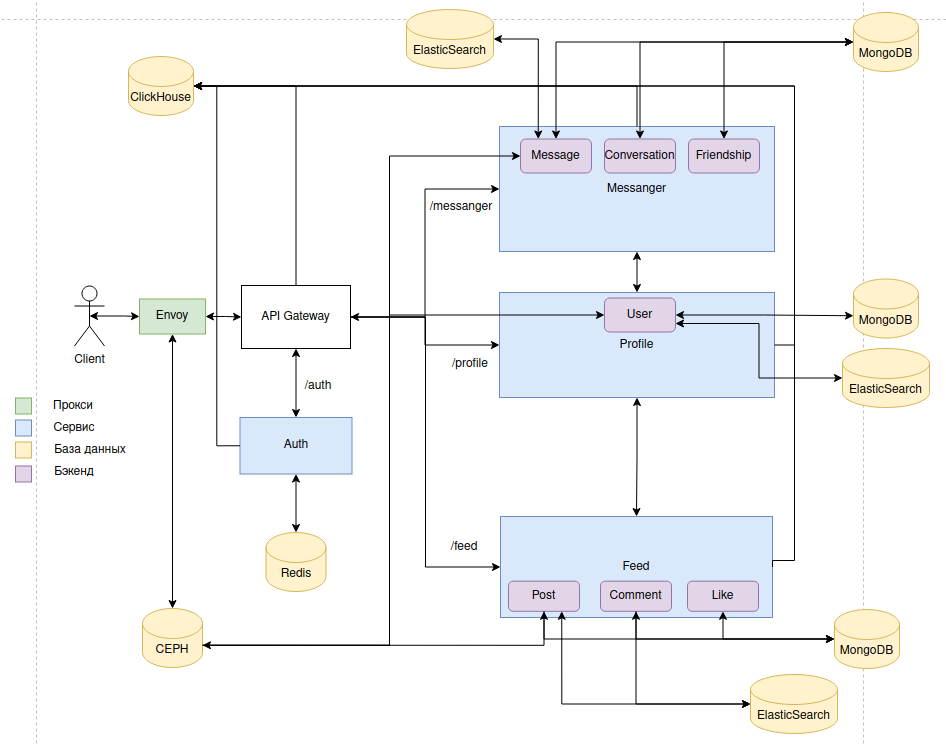 ElasticSearch
MongoDB
ClickHouse
Message
Conversation
Friendship
Messanger
/messanger
Envoy
API Gateway
User
Profile
MongoDB
Client
/profile
/auth
ElasticSearch
Прокси
Сервис
База данных
Бэкенд
Auth
/feed
Feed
Redis
Post
Comment
Like
CEPH
MongoDB
ElasticSearch